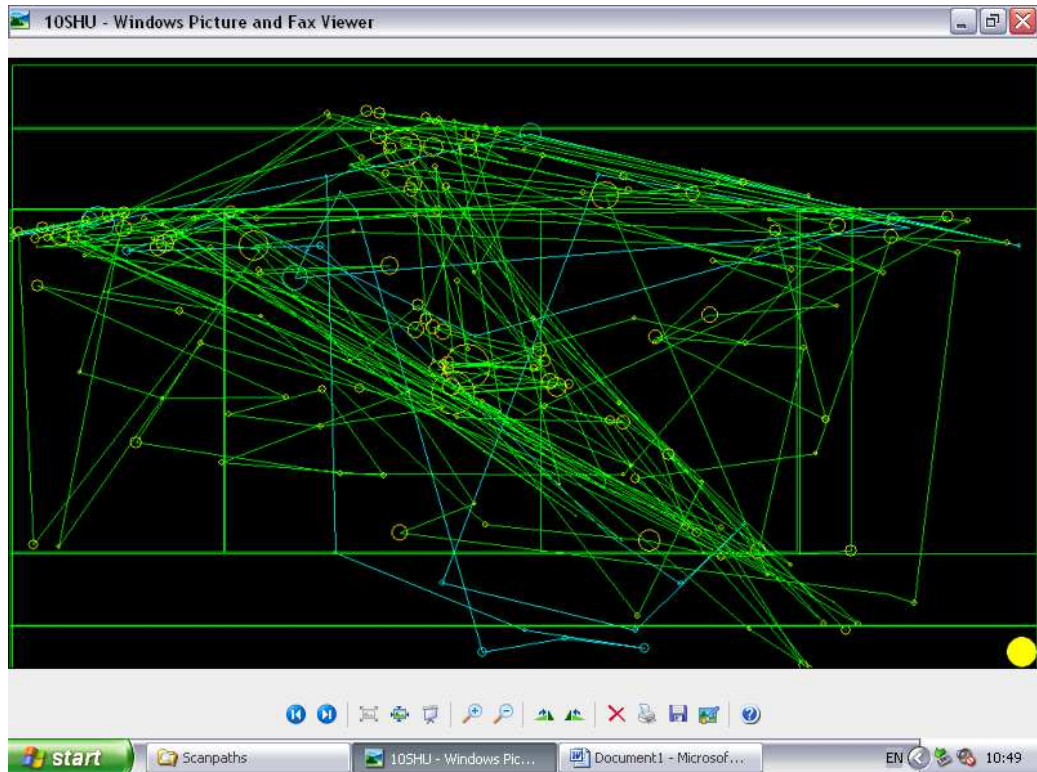 10SHU - Windows Picture and Fax Viewer
start
Scanpaths
10SHU - Windows Pic...
Document1 - Microsof...
EN
10:49